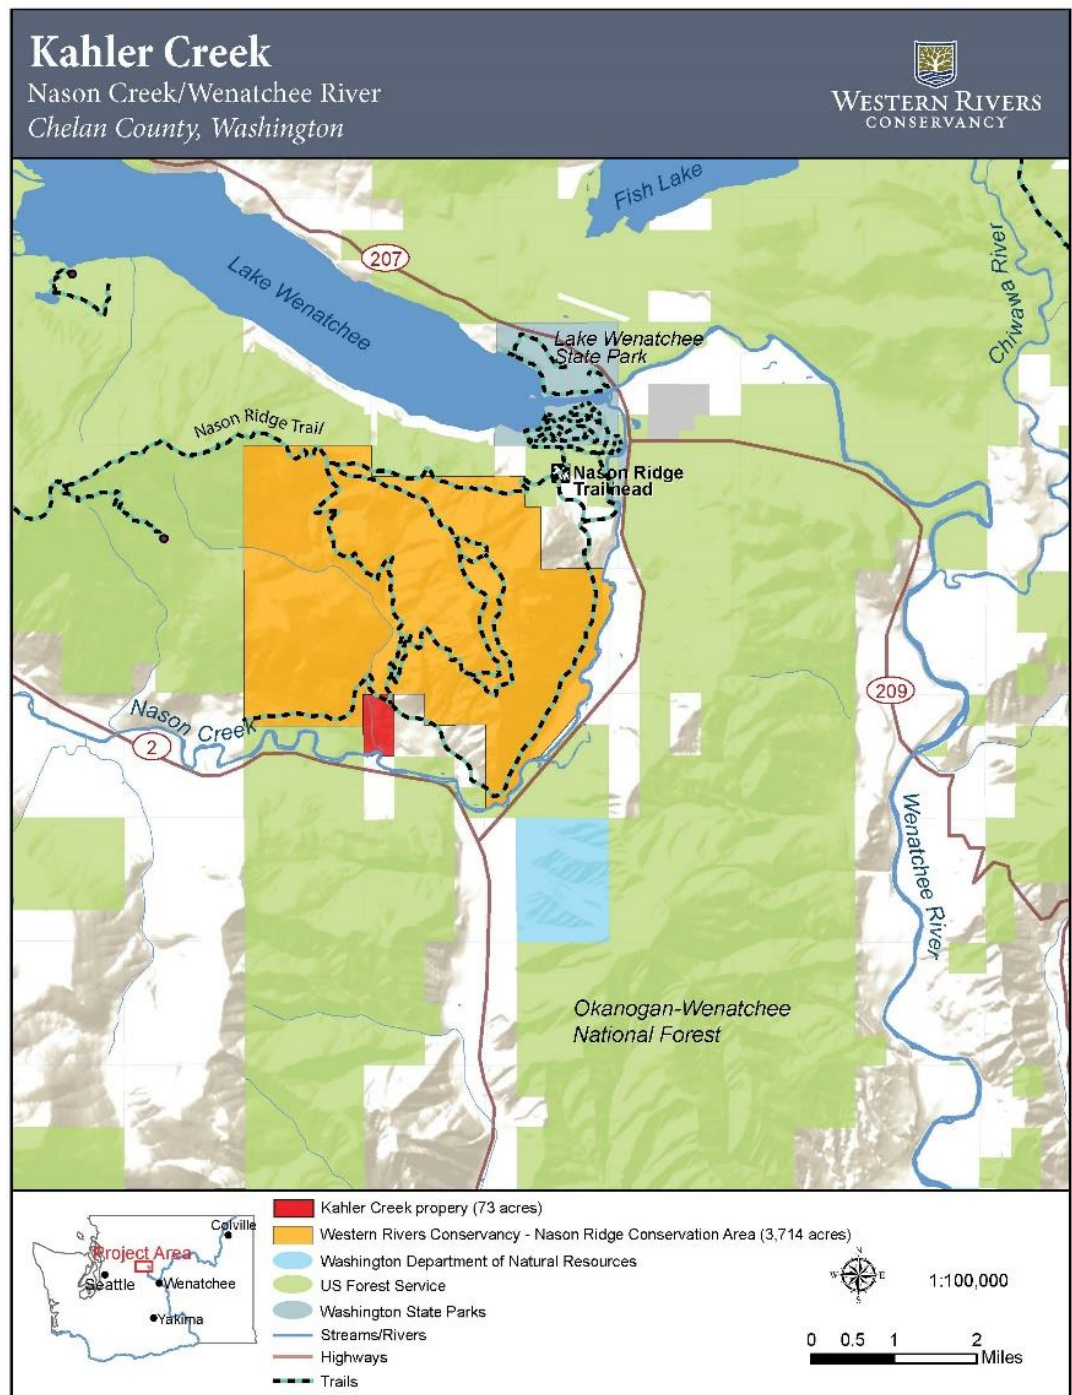 Kahler Creek
Nason Creek/Wenatchee River
Chelan County, Washington
WESTERN RIVERS
CONSERVANCY
Fish Lake
207
Lake Wenatchee
Chiwawa River
Lake Wenatchee
State Park
Nason Ridge Trail
Nason Ridge
Trailhead
209
Nason Creek
2
Wenatchee River
Okanogan-Wenatchee
National Forest
Colville
Project Area
Seattle
Wenatchee
Yakima
Kahler Creek propery (73 acres)
Western Rivers Conservancy - Nason Ridge Conservation Area (3,714 acres)
Washington Department of Natural Resources
US Forest Service
Washington State Parks
Streams/Rivers
Highways
Trails
N
W E
S
1:100,000
0 0.5 1 2
Miles